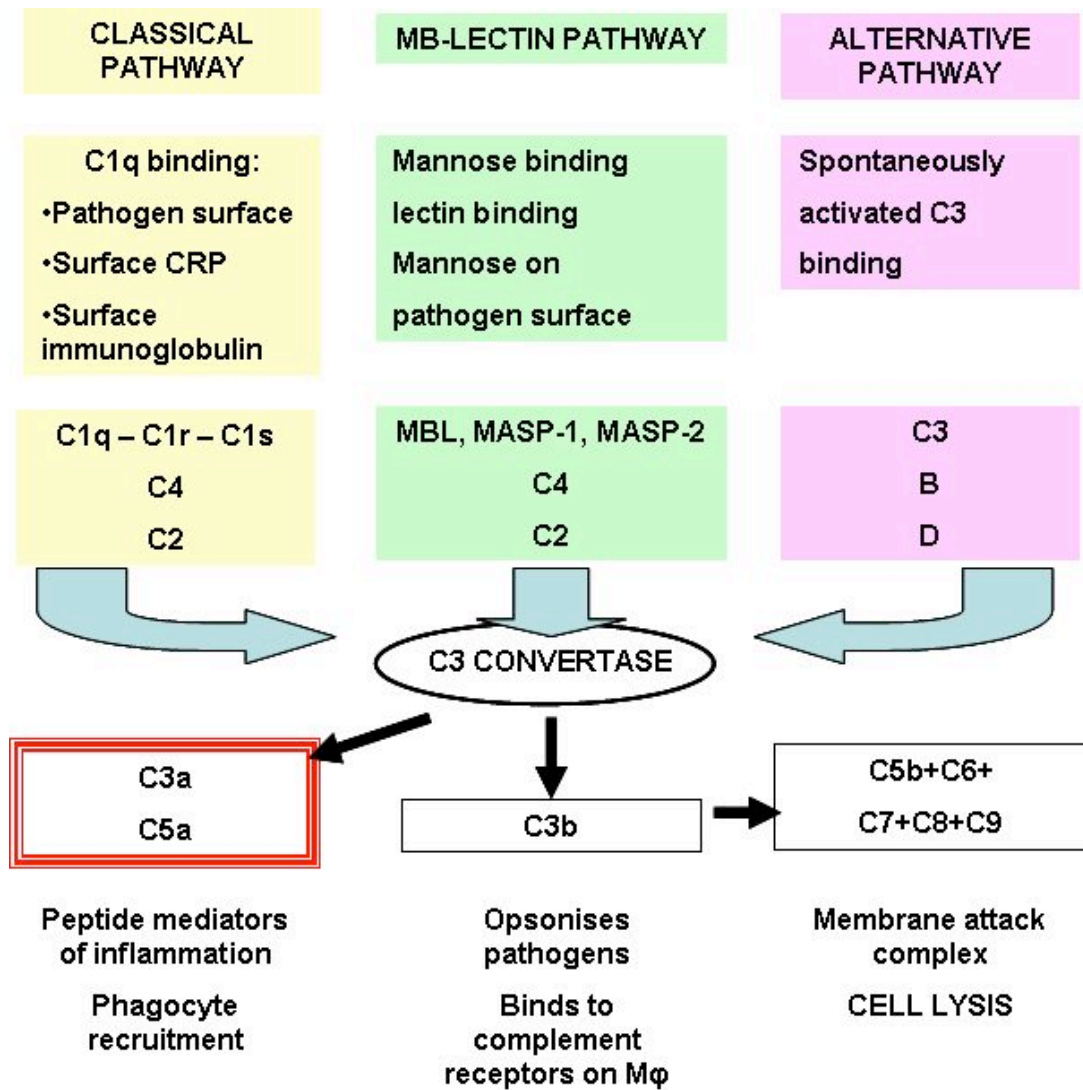 CLASSICAL
PATHWAY
MB-LECTIN PATHWAY
ALTERNATIVE
PATHWAY
C1q binding:
•Pathogen surface
•Surface CRP
•Surface
immunoglobulin
Mannose binding
lectin binding
Mannose on
pathogen surface
Spontaneously
activated C3
binding
C1q – C1r – C1s
C4
C2
MBL, MASP-1, MASP-2
C4
C2
C3
B
D
C3 CONVERTASE
C3a
C5a
C3b
C5b+C6+
C7+C8+C9
Peptide mediators
of inflammation
Phagocyte
recruitment
Opsonises
pathogens
Binds to
complement
receptors on Mφ
Membrane attack
complex
CELL LYSIS